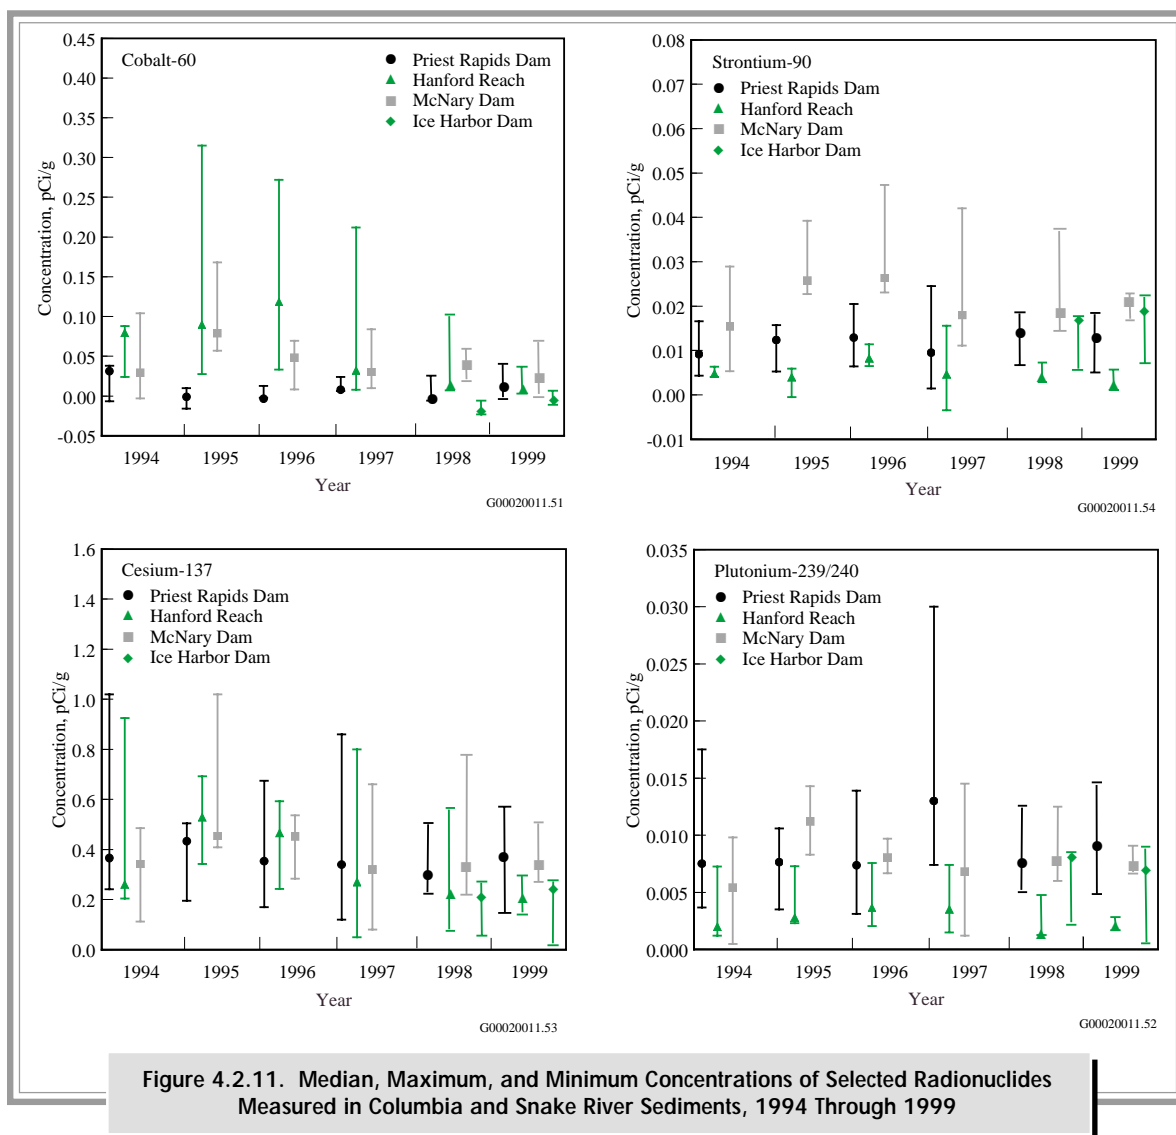 Cobalt-60
Priest Rapids Dam
Hanford Reach
McNary Dam
Ice Harbor Dam
Concentration, pCi/g
0.45
0.40
0.35
0.30
0.25
0.20
0.15
0.10
0.05
0.00
-0.05
1994 1995 1996 1997 1998 1999
Year
G00020011.51
Strontium-90
Priest Rapids Dam
Hanford Reach
McNary Dam
Ice Harbor Dam
Concentration, pCi/g
0.08
0.07
0.06
0.05
0.04
0.03
0.02
0.01
0.00
-0.01
1994 1995 1996 1997 1998 1999
Year
G00020011.54
Cesium-137
Priest Rapids Dam
Hanford Reach
McNary Dam
Ice Harbor Dam
Concentration, pCi/g
1.6
1.4
1.2
1.0
0.8
0.6
0.4
0.2
0.0
1994 1995 1996 1997 1998 1999
Year
G00020011.53
Plutonium-239/240
Priest Rapids Dam
Hanford Reach
McNary Dam
Ice Harbor Dam
Concentration, pCi/g
0.035
0.030
0.025
0.020
0.015
0.010
0.005
0.000
1994 1995 1996 1997 1998 1999
Year
G00020011.52
Figure 4.2.11. Median, Maximum, and Minimum Concentrations of Selected Radionuclides
Measured in Columbia and Snake River Sediments, 1994 Through 1999